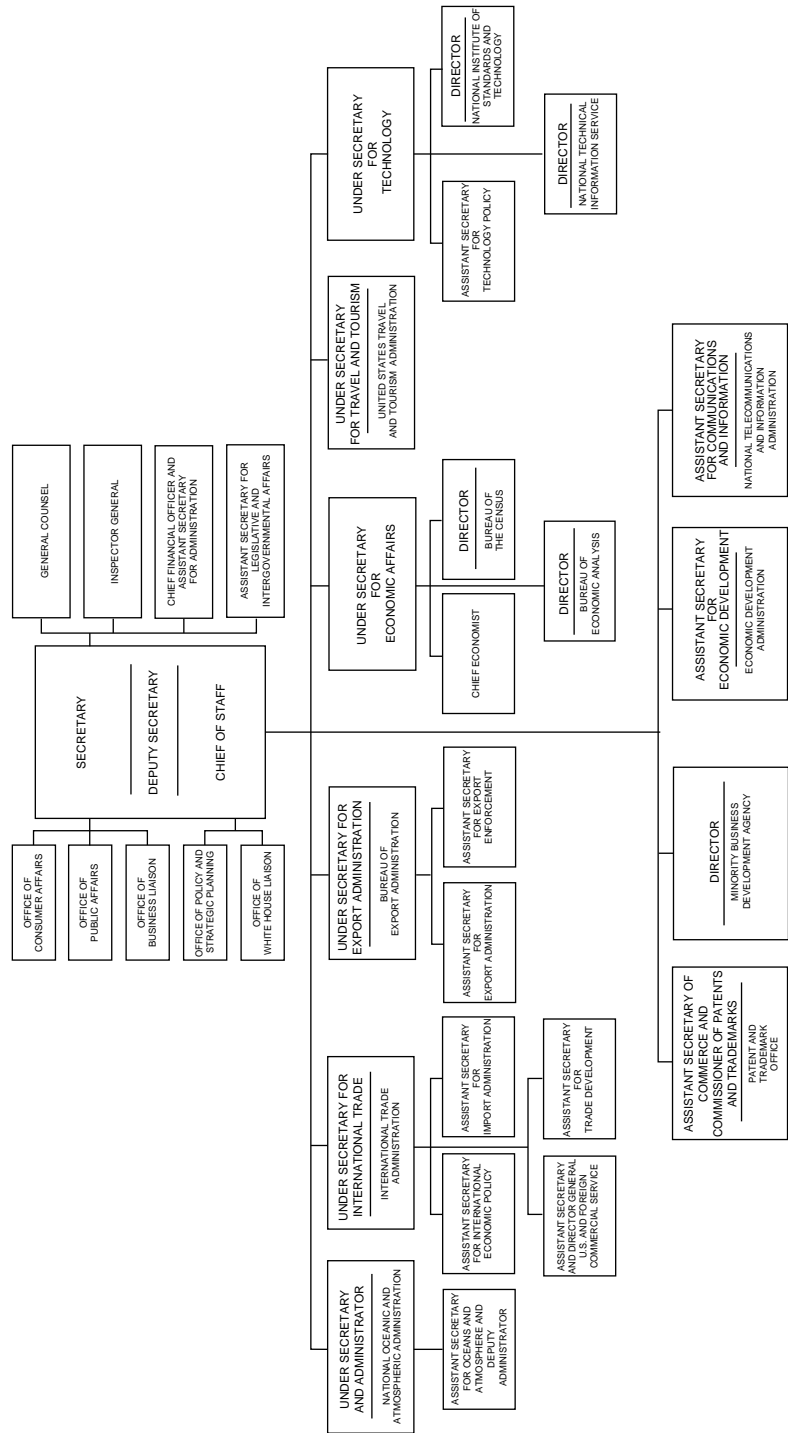 OFFICE OF
CONSUMER AFFAIRS
OFFICE OF
PUBLIC AFFAIRS
OFFICE OF
BUSINESS LIAISON
OFFICE OF POLICY AND
STRATEGIC PLANNING
OFFICE OF
WHITE HOUSE LIAISON
SECRETARY
DEPUTY SECRETARY
CHIEF OF STAFF
GENERAL COUNSEL
INSPECTOR GENERAL
CHIEF FINANCIAL OFFICER AND
ASSISTANT SECRETARY
FOR ADMINISTRATION
ASSISTANT SECRETARY FOR
LEGISLATIVE AND
INTERGOVERNMENTAL AFFAIRS
UNDER SECRETARY
AND ADMINISTRATOR
NATIONAL OCEANIC AND
ATMOSPHERIC ADMINISTRATION
ASSISTANT SECRETARY
FOR OCEANS AND
ATMOSPHERE AND
DEPUTY
ADMINISTRATOR
UNDER SECRETARY FOR
INTERNATIONAL TRADE
INTERNATIONAL TRADE
ADMINISTRATION
ASSISTANT SECRETARY
FOR INTERNATIONAL
ECONOMIC POLICY
ASSISTANT SECRETARY
FOR
IMPORT ADMINISTRATION
ASSISTANT SECRETARY
AND DIRECTOR GENERAL
U.S. AND FOREIGN
COMMERCIAL SERVICE
ASSISTANT SECRETARY
FOR
TRADE DEVELOPMENT
UNDER SECRETARY FOR
EXPORT ADMINISTRATION
BUREAU OF
EXPORT ADMINISTRATION
ASSISTANT SECRETARY
FOR
EXPORT ADMINISTRATION
ASSISTANT SECRETARY
FOR EXPORT
ENFORCEMENT
UNDER SECRETARY
FOR
ECONOMIC AFFAIRS
CHIEF ECONOMIST
DIRECTOR
BUREAU OF
THE CENSUS
DIRECTOR
BUREAU OF
ECONOMIC ANALYSIS
UNDER SECRETARY
FOR TRAVEL AND TOURISM
UNITED STATES TRAVEL
AND TOURISM ADMINISTRATION
UNDER SECRETARY
FOR
TECHNOLOGY
ASSISTANT SECRETARY
FOR
TECHNOLOGY POLICY
DIRECTOR
NATIONAL INSTITUTE OF
STANDARDS AND
TECHNOLOGY
DIRECTOR
NATIONAL TECHNICAL
INFORMATION SERVICE
ASSISTANT SECRETARY OF
COMMERCE AND
COMMISSIONER OF PATENTS
AND TRADEMARKS
PATENT AND
TRADEMARK
OFFICE
DIRECTOR
MINORITY BUSINESS
DEVELOPMENT AGENCY
ASSISTANT SECRETARY
FOR
ECONOMIC DEVELOPMENT
ECONOMIC DEVELOPMENT
ADMINISTRATION
ASSISTANT SECRETARY
FOR COMMUNICATIONS
AND INFORMATION
NATIONAL TELECOMMUNICATIONS
AND INFORMATION
ADMINISTRATION